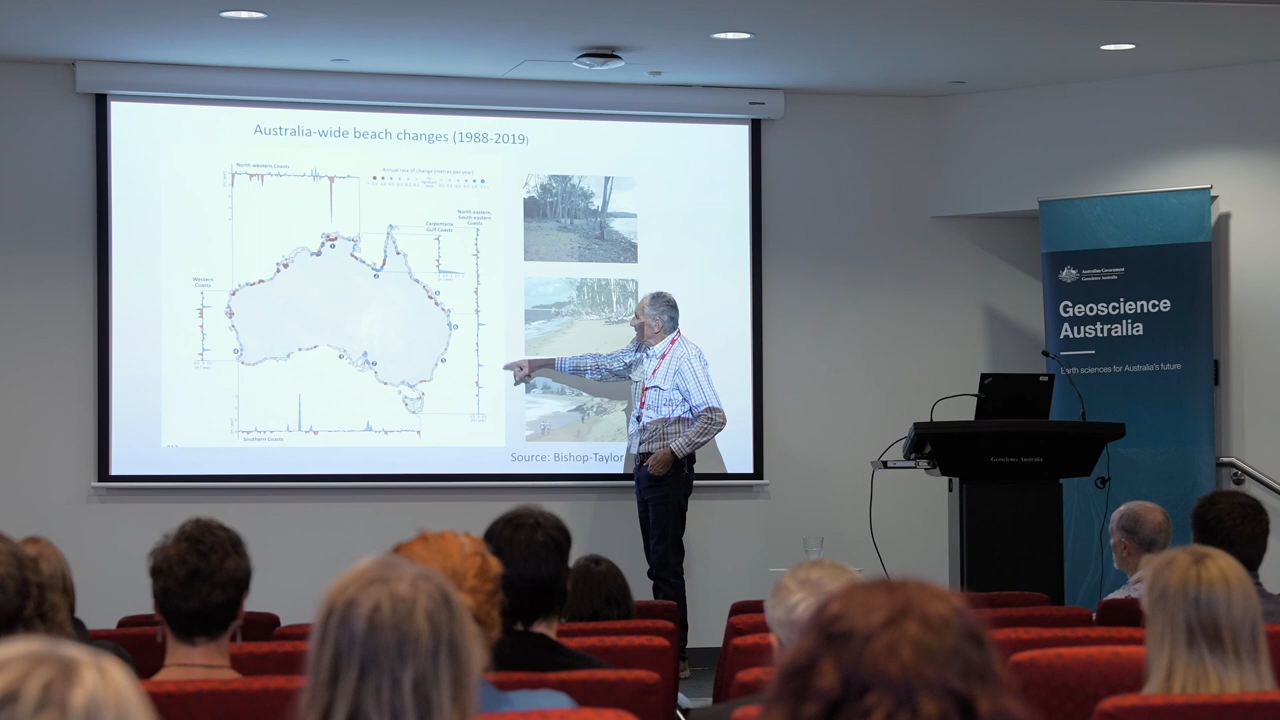 Australia-wide beach changes (1988-2019)
North-western Coasts
Annual rate of change (metres per year)
North-eastern,
South-eastern
Coasts
Carpentaria
Gulf Coasts
Western
Coasts
Southern Coasts
Source: Bishop-Taylor
Australian Government
Geoscience Australia
Geoscience
Australia
Earth sciences for Australia's future
Geoscience Australia